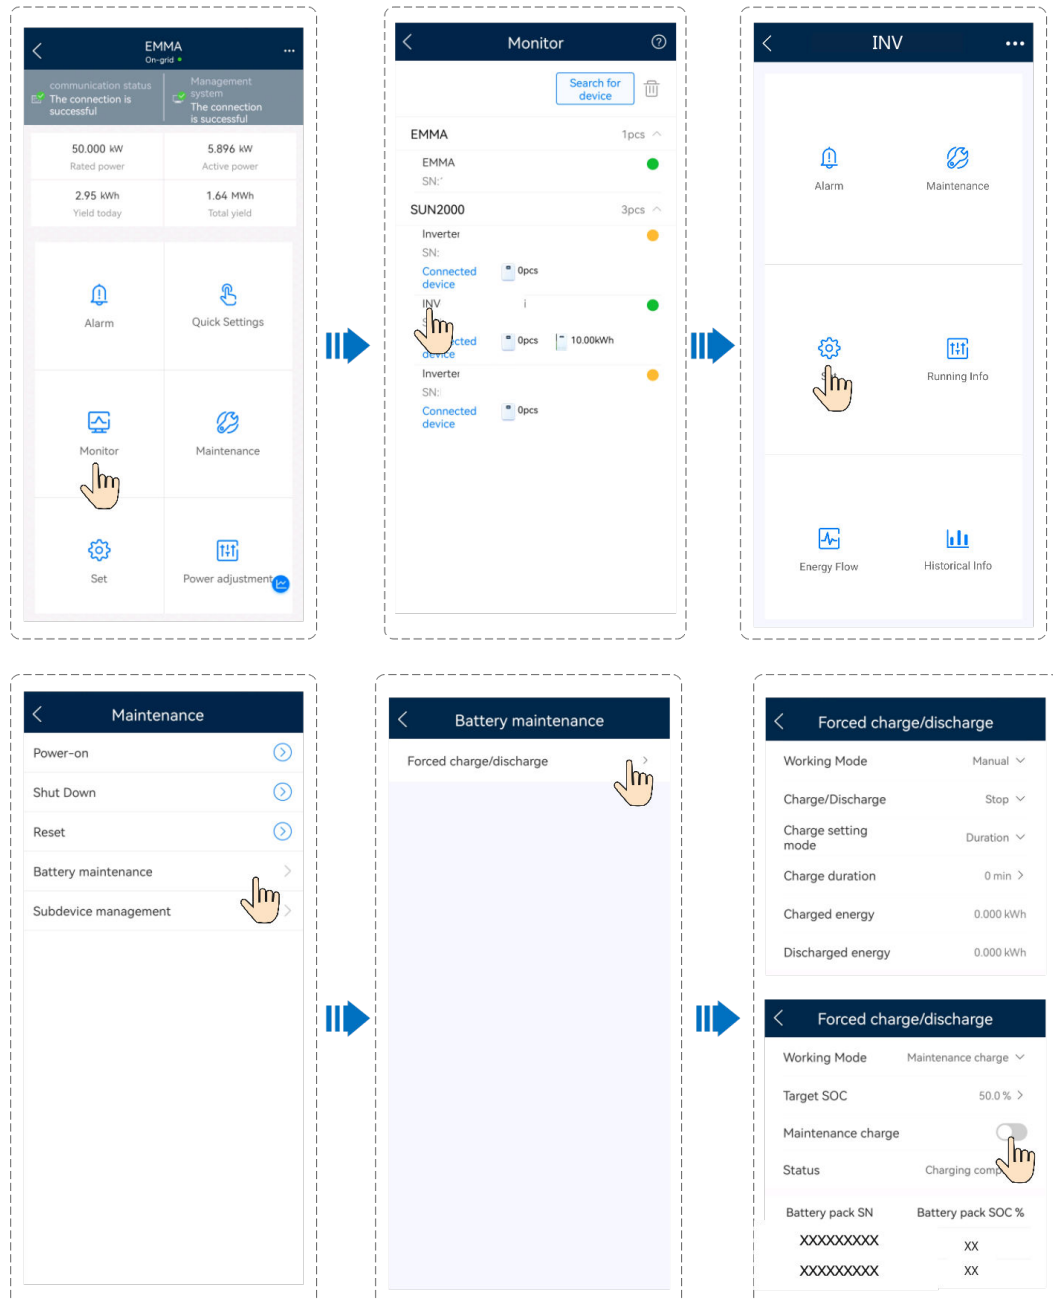 EMMA
On-grid
communication status
The connection is
successful
Management
system
The connection
is successful
50.000 kW
Rated power
5.896 kW
Active power
2.95 kWh
Yield today
1.64 MWh
Total yield
Alarm
Quick Settings
Monitor
Maintenance
Set
Power adjustment
Monitor
Search for
device
EMMA 1pcs
EMMA
SN:
SUN2000 3pcs
Inverter
SN:
Connected
device
0pcs
INV
0pcs 10.00kWh
device
Inverter
SN:
Connected
device
0pcs
INV
Alarm
Maintenance
Running Info
Energy Flow
Historical Info
Maintenance
Power-on
Shut Down
Reset
Battery maintenance
Subdevice management
Battery maintenance
Forced charge/discharge
Forced charge/discharge
Working Mode Manual
Charge/Discharge Stop
Charge setting
mode
Duration
Charge duration 0 min
Charged energy 0.000 kWh
Discharged energy 0.000 kWh
Forced charge/discharge
Working Mode Maintenance charge
Target SOC 50.0 %
Maintenance charge
Status Charging
Battery pack SN Battery pack SOC %
XXXXXXXXX XX
XXXXXXXXX XX